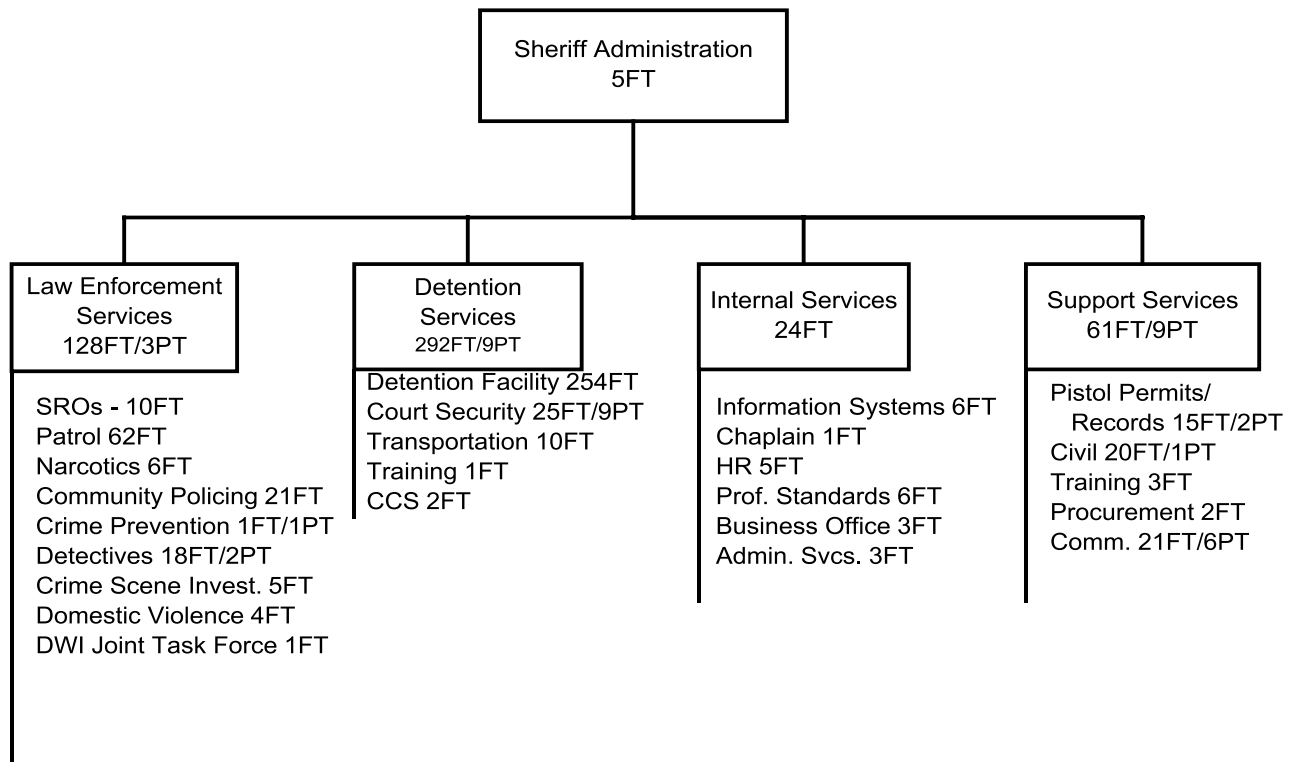 Sheriff Administration
5FT
Law Enforcement
Services
128FT/3PT
SROs - 10FT
Patrol 62FT
Narcotics 6FT
Community Policing 21FT
Crime Prevention 1FT/1PT
Detectives 18FT/2PT
Crime Scene Invest. 5FT
Domestic Violence 4FT
DWI Joint Task Force 1FT
Detention
Services
292FT/9PT
Detention Facility 254FT
Court Security 25FT/9PT
Transportation 10FT
Training 1FT
CCS 2FT
Internal Services
24FT
Information Systems 6FT
Chaplain 1FT
HR 5FT
Prof. Standards 6FT
Business Office 3FT
Admin. Svcs. 3FT
Support Services
61FT/9PT
Pistol Permits/
Records 15FT/2PT
Civil 20FT/1PT
Training 3FT
Procurement 2FT
Comm. 21FT/6PT